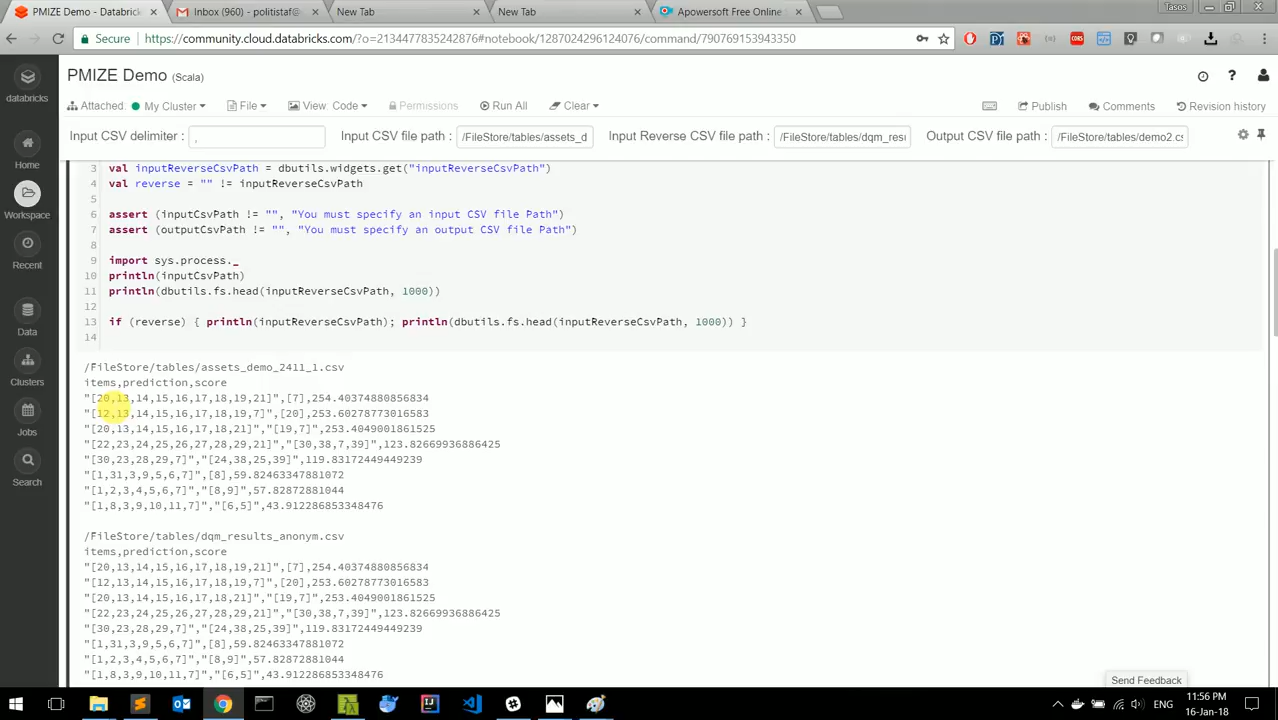 PMIZE Demo - Databrick
Inbox (960) - politistaf@
New Tab
New Tab
Apowersoft Free Online
Tasos
Secure
https://community.cloud.databricks.com/?o=2134477835242876#notebook/1287024296124076/command/790769153943350
databricks
PMIZE Demo (Scala)
Attached: My Cluster
File
View: Code
Permissions
Run All
Clear
Publish
Comments
Revision history
Input CSV delimiter :
,
Input CSV file path :
/FileStore/tables/assets_d
Input Reverse CSV file path :
/FileStore/tables/dqm_resu
Output CSV file path :
/FileStore/tables/demo2.cs
Home
Workspace
Recent
Data
Clusters
Jobs
Search
3 val inputReverseCsvPath = dbutils.widgets.get("inputReverseCsvPath")
4 val reverse = "" != inputReverseCsvPath
5
6 assert (inputCsvPath != "", "You must specify an input CSV file Path")
7 assert (outputCsvPath != "", "You must specify an output CSV file Path")
8
9 import sys.process._
10 println(inputCsvPath)
11 println(dbutils.fs.head(inputReverseCsvPath, 1000))
12
13 if (reverse) { println(inputReverseCsvPath); println(dbutils.fs.head(inputReverseCsvPath, 1000)) }
14
/FileStore/tables/assets_demo_2411_1.csv
items,prediction,score
"[20,13,14,15,16,17,18,19,21]",[7],254.40374880856834
"[12,13,14,15,16,17,18,19,7]",[20],253.60278773016583
"[20,13,14,15,16,17,18,21]","[19,7]",253.4049001861525
"[22,23,24,25,26,27,28,29,21]","[30,38,7,39]",123.82669936886425
"[30,23,28,29,7]","[24,38,25,39]",119.83172449449239
"[1,31,3,9,5,6,7]",[8],59.82463347881072
"[1,2,3,4,5,6,7]","[8,9]",57.82872881044
"[1,8,3,9,10,11,7]","[6,5]",43.912286853348476
/FileStore/tables/dqm_results_anonym.csv
items,prediction,score
"[20,13,14,15,16,17,18,19,21]",[7],254.40374880856834
"[12,13,14,15,16,17,18,19,7]",[20],253.60278773016583
"[20,13,14,15,16,17,18,21]","[19,7]",253.4049001861525
"[22,23,24,25,26,27,28,29,21]","[30,38,7,39]",123.82669936886425
"[30,23,28,29,7]","[24,38,25,39]",119.83172449449239
"[1,31,3,9,5,6,7]",[8],59.82463347881072
"[1,2,3,4,5,6,7]","[8,9]",57.82872881044
"[1,8,3,9,10,11,7]","[6,5]",43.912286853348476
Send Feedback
ENG
11:56 PM
16-Jan-18